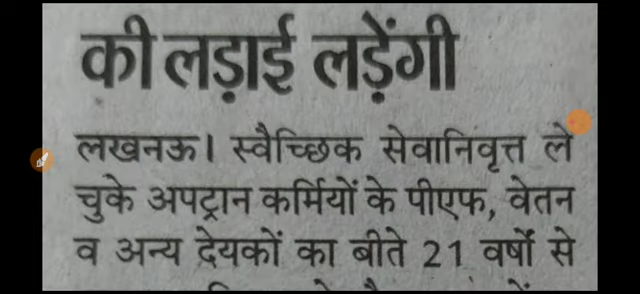 की लड़ाई लड़ेंगी
लखनऊ। स्वैच्छिक सेवानिवृत्त ले
चुके अपट्रान कर्मियों के पीएफ, वेतन
व अन्य देयकों का बीते 21 वर्षों से